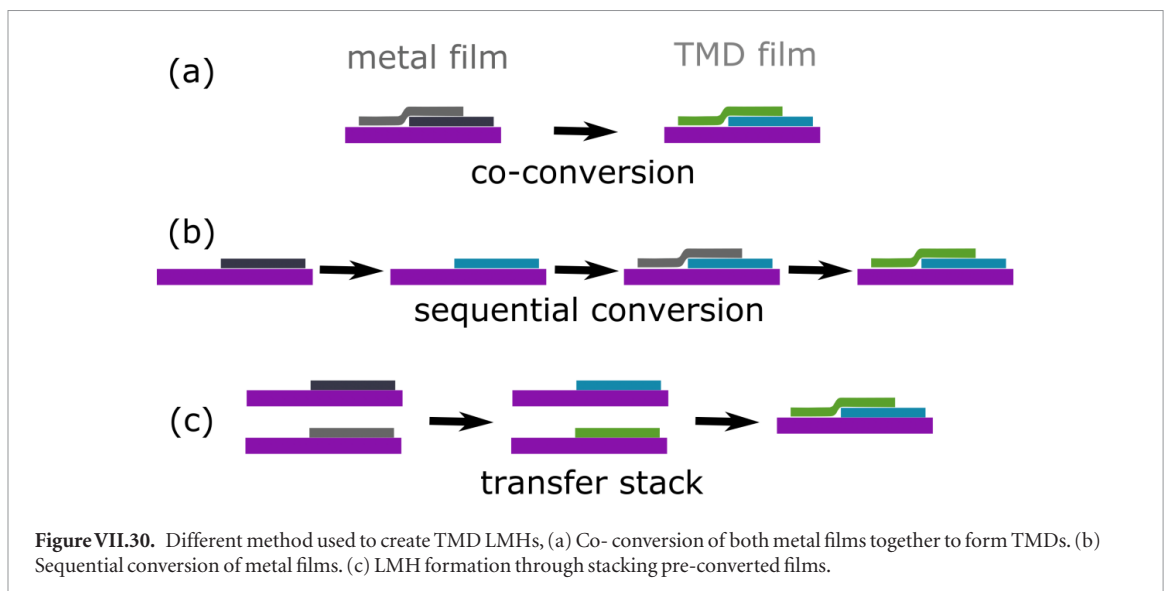 (a)
metal film
TMD film
co-conversion
(b)
sequential conversion
(c)
transfer stack
Figure VII.30. Different method used to create TMD LMHs, (a) Co- conversion of both metal films together to form TMDs. (b)
Sequential conversion of metal films. (c) LMH formation through stacking pre-converted films.